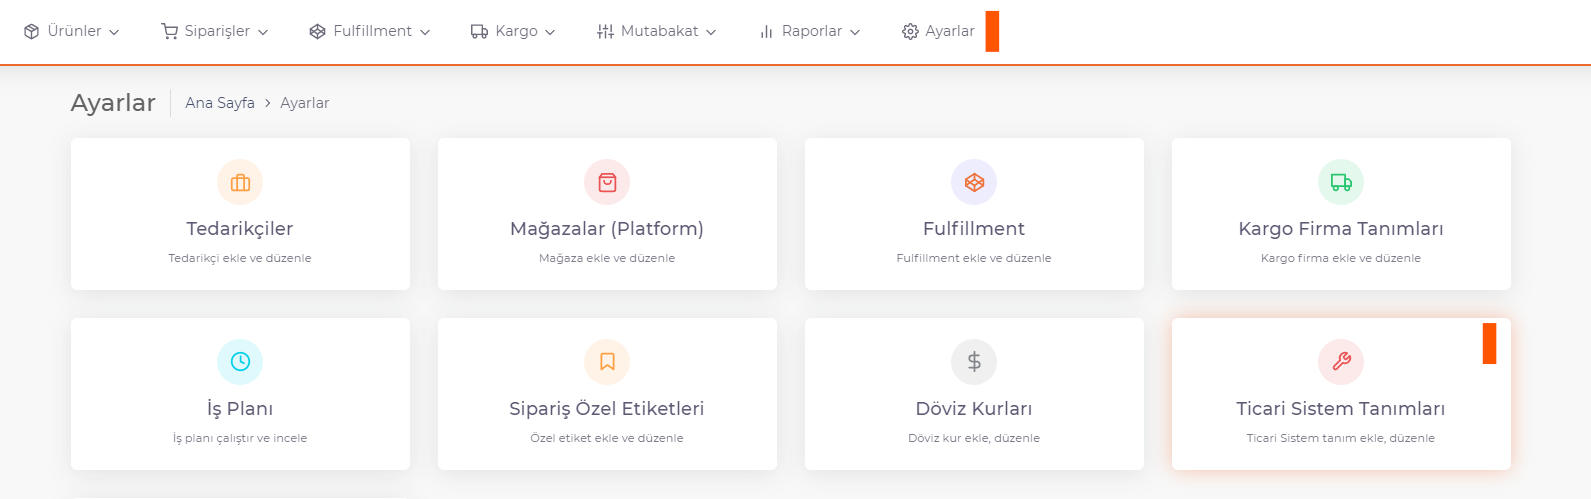 Ürünler Siparişler Fulfillment Kargo Mutabakat Raporlar Ayarlar
Ayarlar Ana Sayfa > Ayarlar
Tedarikçiler
Tedarikçi ekle ve düzenle
Mağazalar (Platform)
Mağaza ekle ve düzenle
Fulfillment
Fulfillment ekle ve düzenle
Kargo Firma Tanımları
Kargo firma ekle ve düzenle
İş Planı
İş planı çalıştır ve incele
Sipariş Özel Etiketleri
Özel etiket ekle ve düzenle
Döviz Kurları
Döviz kur ekle, düzenle
Ticari Sistem Tanımları
Ticari Sistem tanım ekle, düzenle